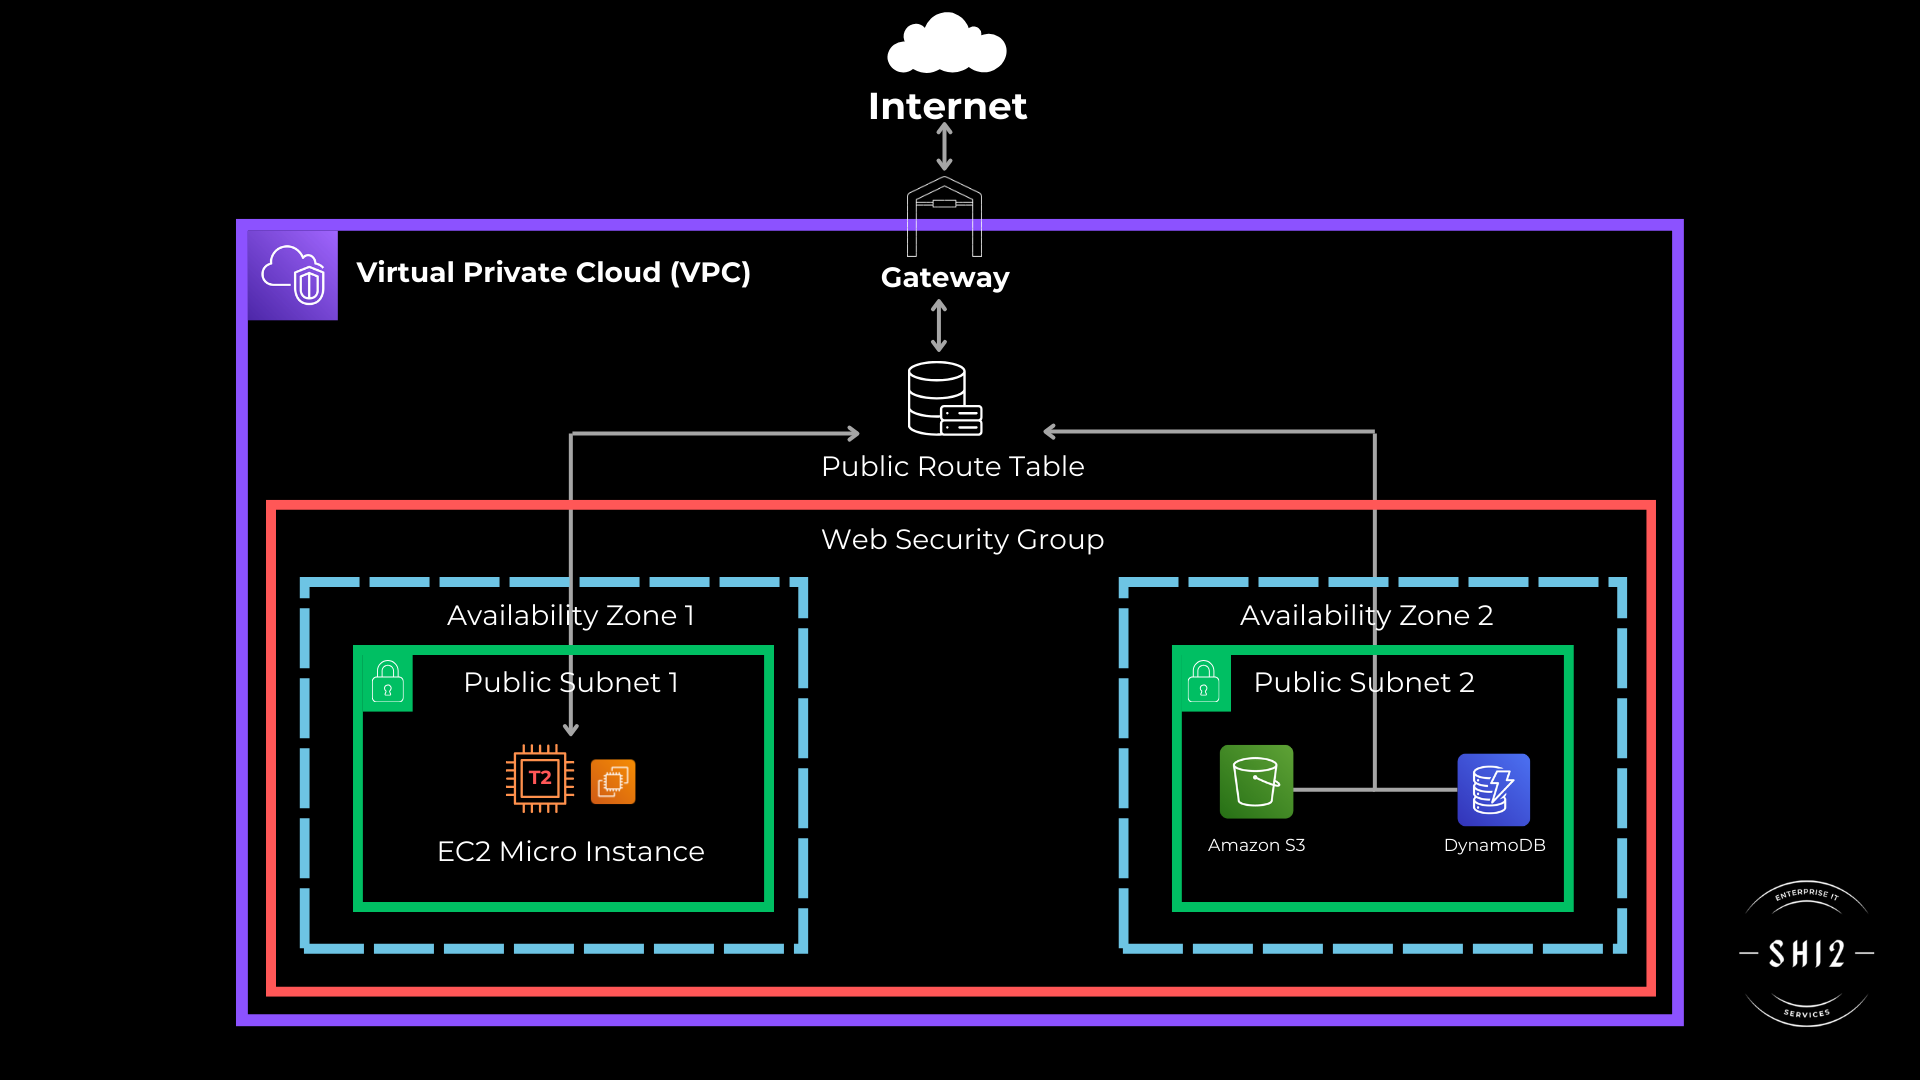 Internet
Virtual Private Cloud (VPC)
Gateway
Public Route Table
Web Security Group
Availability Zone 1
Availability Zone 2
Public Subnet 1
Public Subnet 2
T2
EC2 Micro Instance
Amazon S3
DynamoDB
ENTERPRISE IT
SH12
SERVICES